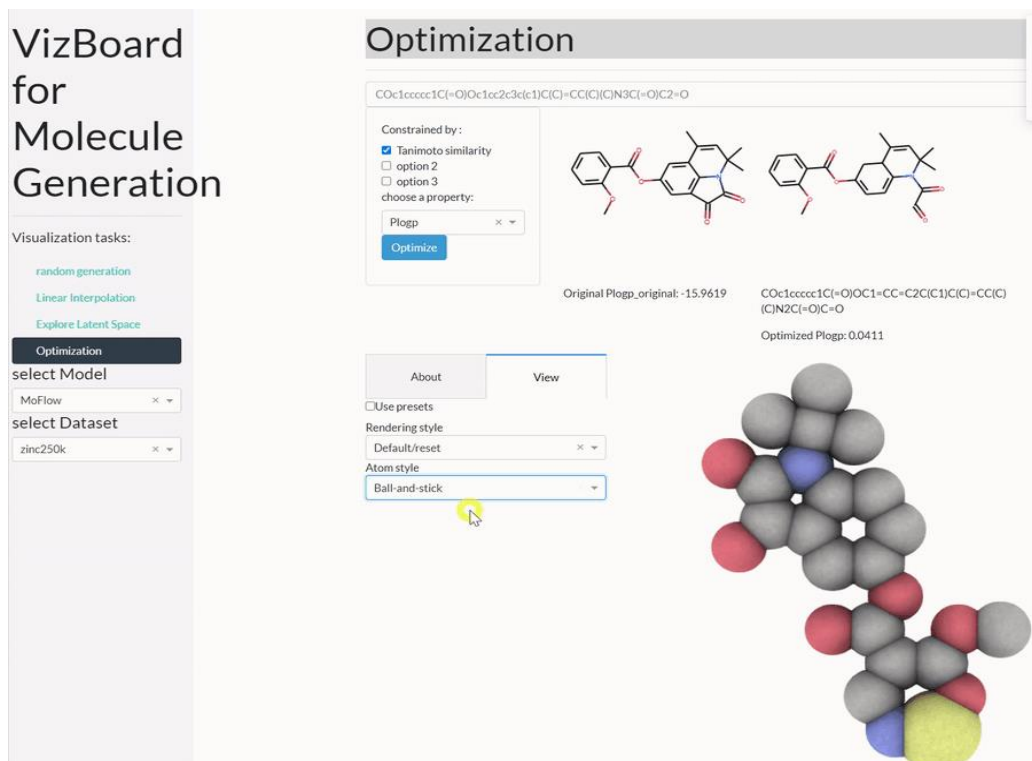 VizBoard
for
Molecule
Generation
Visualization tasks:
random generation
Linear Interpolation
Explore Latent Space
Optimization
select Model
MoFlow
select Dataset
zinc250k
Optimization
COc1ccccc1C(=O)Oc1cc2c3c(c1)C(C)=CC(C)(C)N3C(=O)C2=O
Constrained by :
Tanimoto similarity
option 2
option 3
choose a property:
Plogp
Optimize
Original Plogp_original: -15.9619
COc1ccccc1C(=O)OC1=CC=C2C(C1)C(C)=CC(C)
(C)N2C(=O)C=O
Optimized Plogp: 0.0411
About
View
Use presets
Rendering style
Default/reset
Atom style
Ball-and-stick